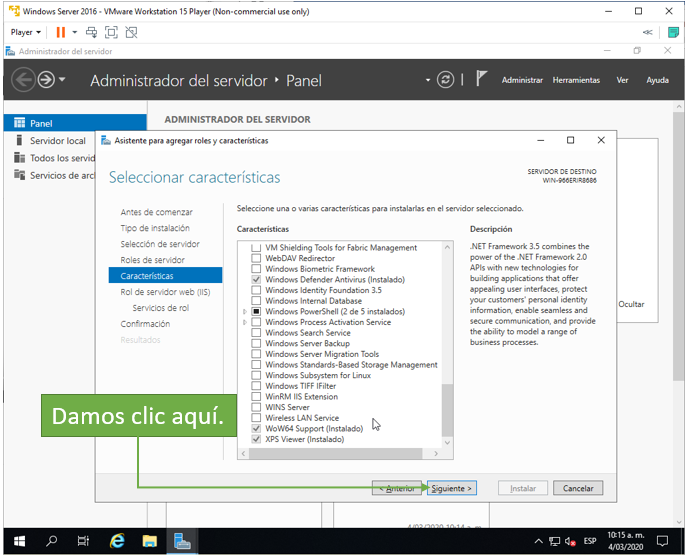 Windows Server 2016 - VMware Workstation 15 Player (Non-commercial use only)
Player
Administrador del servidor
Administrador del servidor Panel
Administrar Herramientas Ver Ayuda
Panel
Servidor local
Todos los servid
Servicios de arc
ADMINISTRADOR DEL SERVIDOR
Asistente para agregar roles y características
Seleccionar características
SERVIDOR DE DESTINO
WIN-966ERIR8686
Antes de comenzar
Tipo de instalación
Selección de servidor
Roles de servidor
Características
Rol de servidor web (IIS)
Servicios de rol
Confirmación
Resultados
Seleccione una o varias características para instalarlas en el servidor seleccionado.
Características
VM Shielding Tools for Fabric Management
WebDAV Redirector
Windows Biometric Framework
Windows Defender Antivirus (Instalado)
Windows Identity Foundation 3.5
Windows Internal Database
Windows PowerShell (2 de 5 instalados)
Windows Process Activation Service
Windows Search Service
Windows Server Backup
Windows Server Migration Tools
Windows Standards-Based Storage Management
Windows Subsystem for Linux
Windows TIFF IFilter
WinRM IIS Extension
WINS Server
Wireless LAN Service
WoW64 Support (Instalado)
XPS Viewer (Instalado)
Descripción
.NET Framework 3.5 combines the
power of the .NET Framework 2.0
APIs with new technologies for
building applications that offer
appealing user interfaces, protect
your customers' personal identity
information, enable seamless and
secure communication, and provide
the ability to model a range of
business processes.
Ocultar
Damos clic aquí.
< Anterior
Siguiente >
Instalar
Cancelar
4/03/2020 10:14 a. m.
ESP
10:15 a. m.
4/03/2020